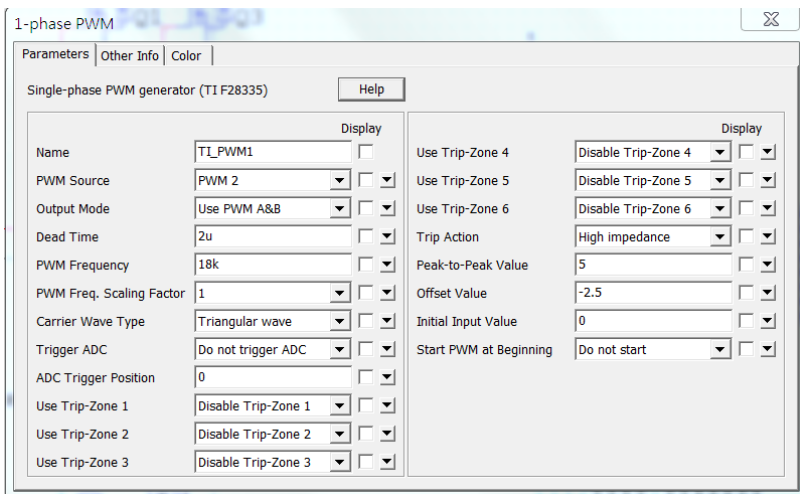 1-phase PWM
Parameters Other Info Color
Single-phase PWM generator (TI F28335) Help
Display
Name TI_PWM1
PWM Source PWM 2
Output Mode Use PWM A&B
Dead Time 2u
PWM Frequency 18k
PWM Freq. Scaling Factor 1
Carrier Wave Type Triangular wave
Trigger ADC Do not trigger ADC
ADC Trigger Position 0
Use Trip-Zone 1 Disable Trip-Zone 1
Use Trip-Zone 2 Disable Trip-Zone 2
Use Trip-Zone 3 Disable Trip-Zone 3
Display
Use Trip-Zone 4 Disable Trip-Zone 4
Use Trip-Zone 5 Disable Trip-Zone 5
Use Trip-Zone 6 Disable Trip-Zone 6
Trip Action High impedance
Peak-to-Peak Value 5
Offset Value -2.5
Initial Input Value 0
Start PWM at Beginning Do not start